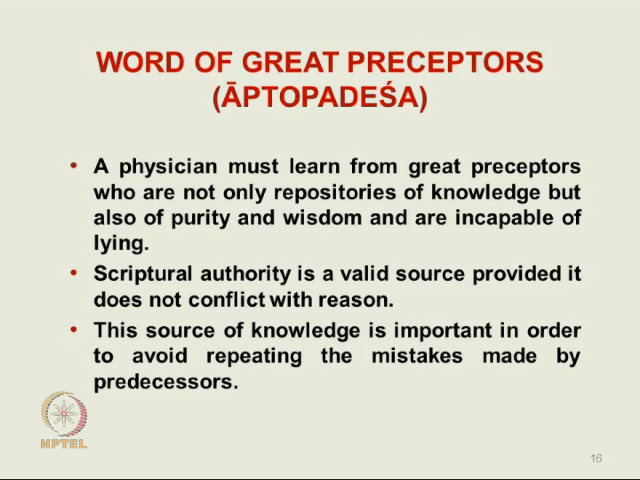 WORD OF GREAT PRECEPTORS
(ĀPTOPADEŚA)
• A physician must learn from great preceptors
who are not only repositories of knowledge but
also of purity and wisdom and are incapable of
lying.
• Scriptural authority is a valid source provided it
does not conflict with reason.
• This source of knowledge is important in order
to avoid repeating the mistakes made by
predecessors.
NPTEL
16